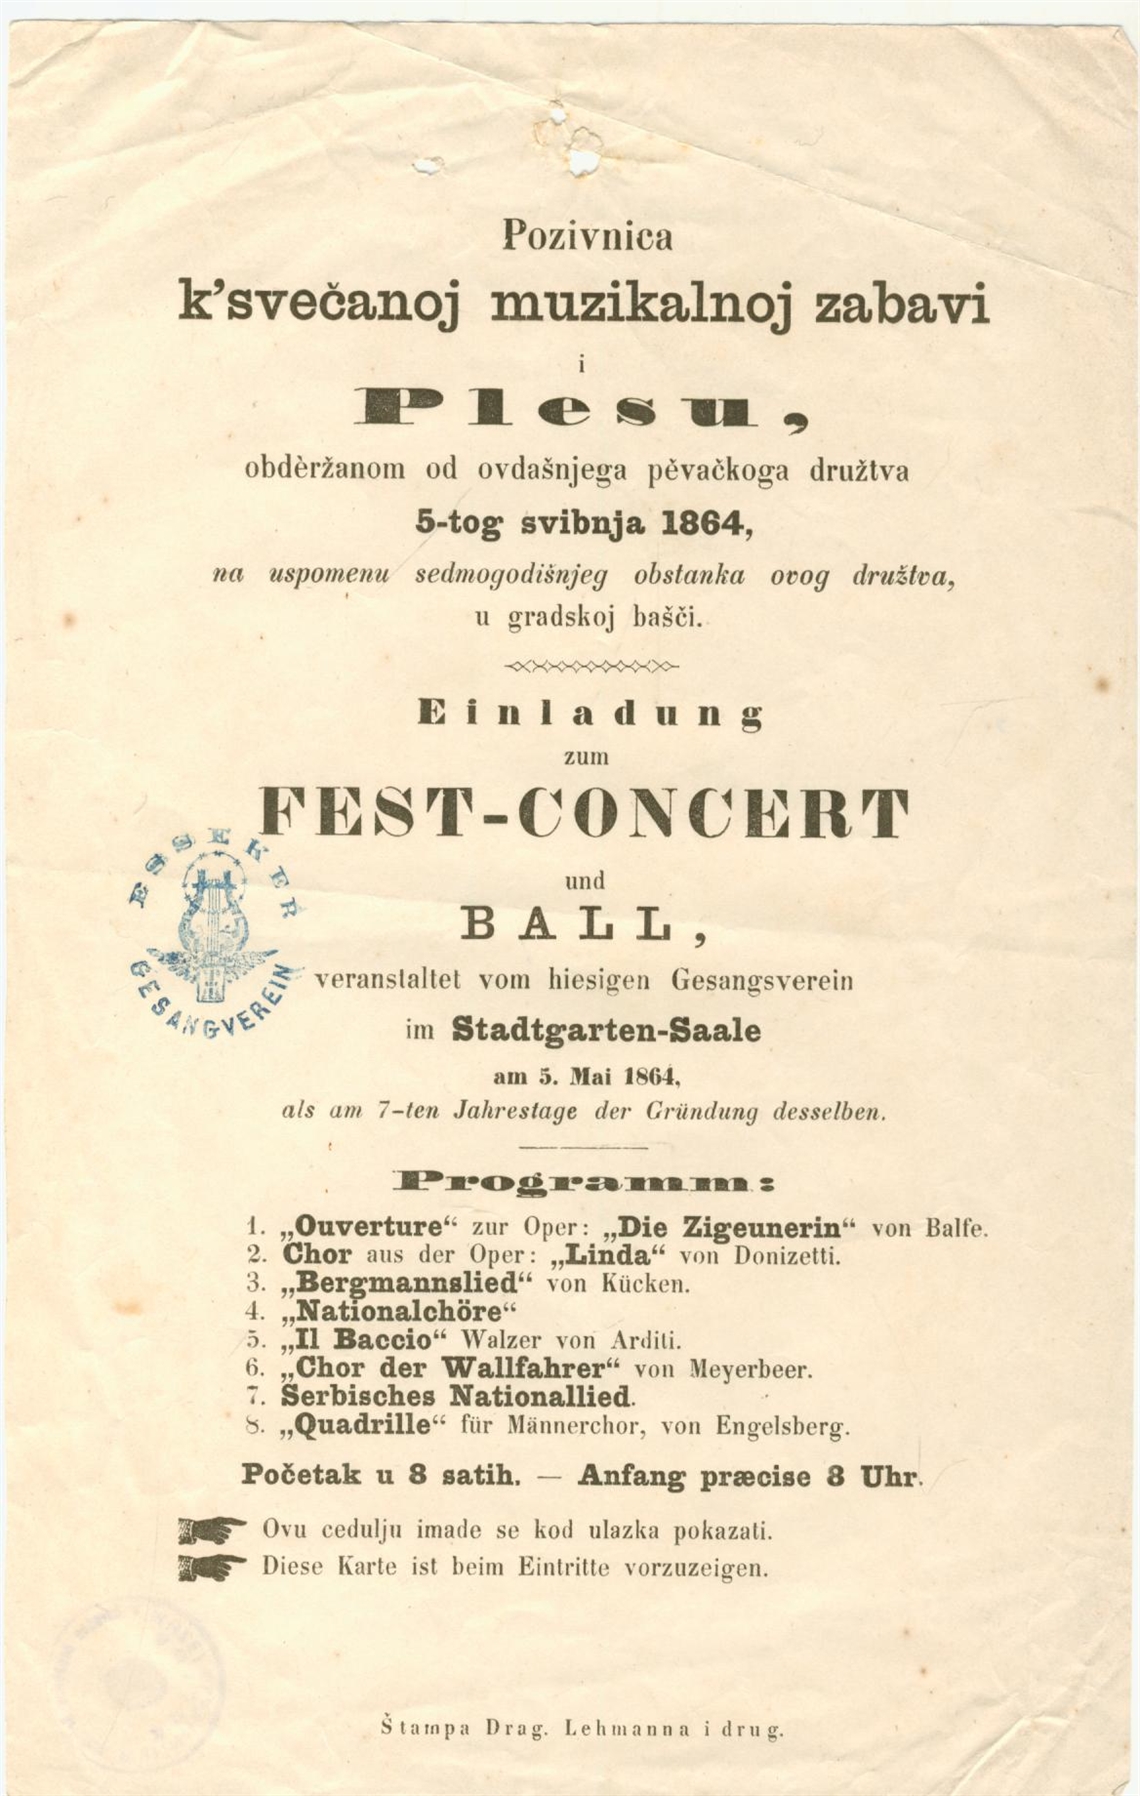 Pozivnica
k'svečanoj muzikalnoj zabavi
i
Plesu,
obdèržanom od ovdašnjega pěvačkoga družtva
5-tog svibnja 1864,
na uspomenu sedmogodišnjeg obstanka ovog družtva,
u gradskoj bašči.
Einladung
zum
FEST-CONCERT
und
BALL,
ESSEKER
GESANGVEREIN
veranstaltet vom hiesigen Gesangsverein
im Stadtgarten-Saale
am 5. Mai 1864,
als am 7-ten Jahrestage der Gründung desselben.
Programm:
1. „Ouverture“ zur Oper: „Die Zigeunerin“ von Balfe.
2. Chor aus der Oper: „Linda“ von Donizetti.
3. „Bergmannslied“ von Kücken.
4. „Nationalchöre“
5. „Il Baccio“ Walzer von Arditi.
6. „Chor der Wallfahrer“ von Meyerbeer.
7. Serbisches Nationallied.
8. „Quadrille“ für Männerchor, von Engelsberg.
Početak u 8 satih. — Anfang præcise 8 Uhr.
Ovu cedulju imade se kod ulazka pokazati.
Diese Karte ist beim Eintritte vorzuzeigen.
Štampa Drag. Lehmanna i drug.